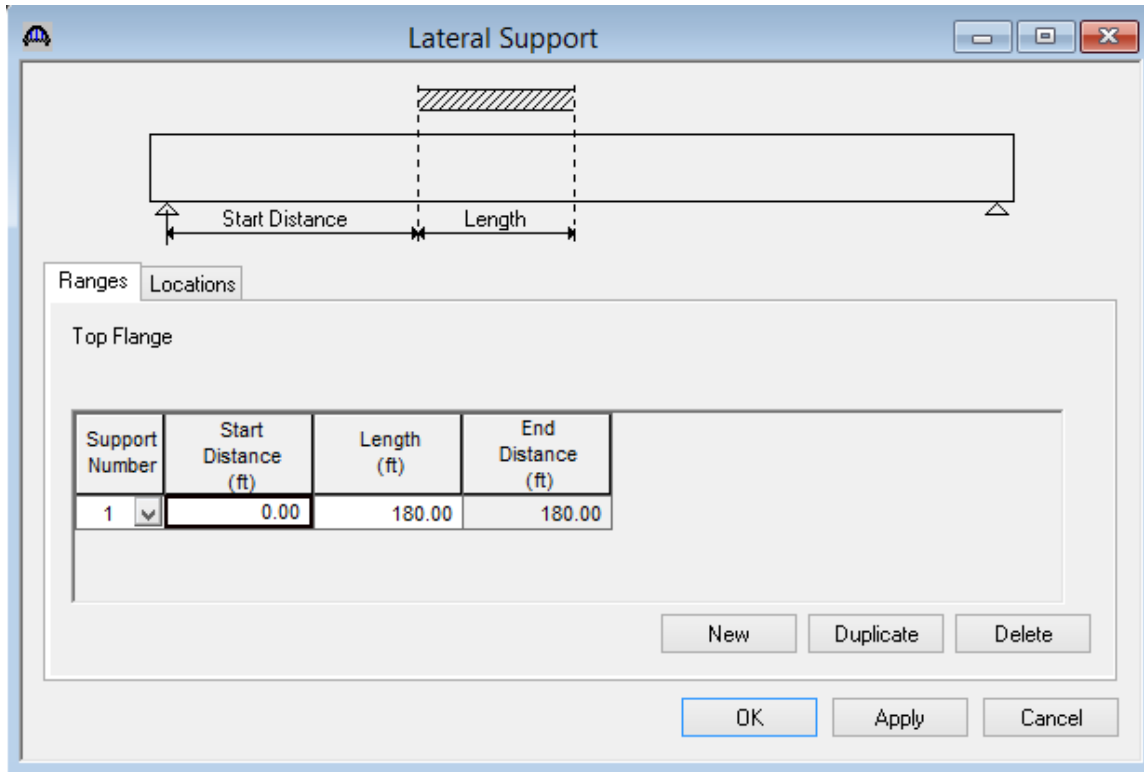 Lateral Support
Start Distance Length
Ranges Locations
Top Flange
Support Number Start Distance (ft) Length (ft) End Distance (ft)
1 0.00 180.00 180.00
New Duplicate Delete
OK Apply Cancel